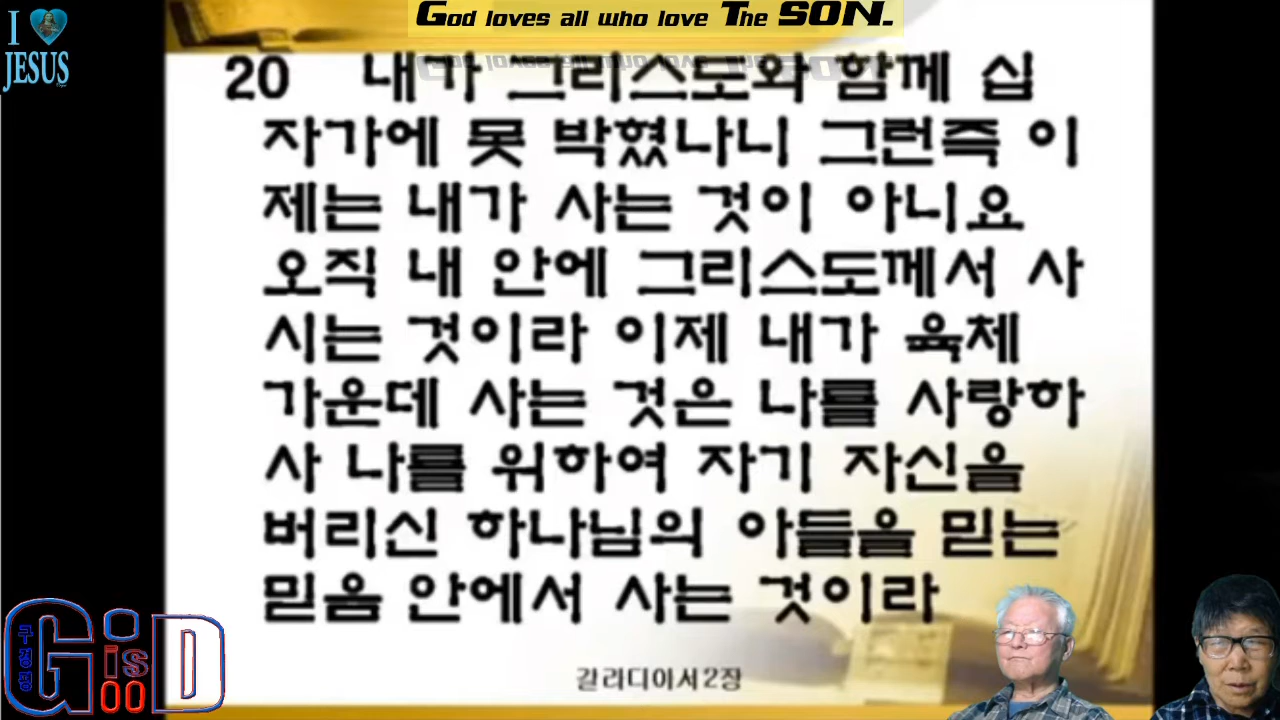 God loves all who love The SON.
I
JESUS
20 내가 그리스도와 함께 십
자가에 못 박혔나니 그런즉 이
제는 내가 사는 것이 아니요
오직 내 안에 그리스도께서 사
시는 것이라 이제 내가 육체
가운데 사는 것은 나를 사랑하
사 나를 위하여 자기 자신을
버리신 하나님의 아들을 믿는
믿음 안에서 사는 것이라
갈라디아서2장
GisD